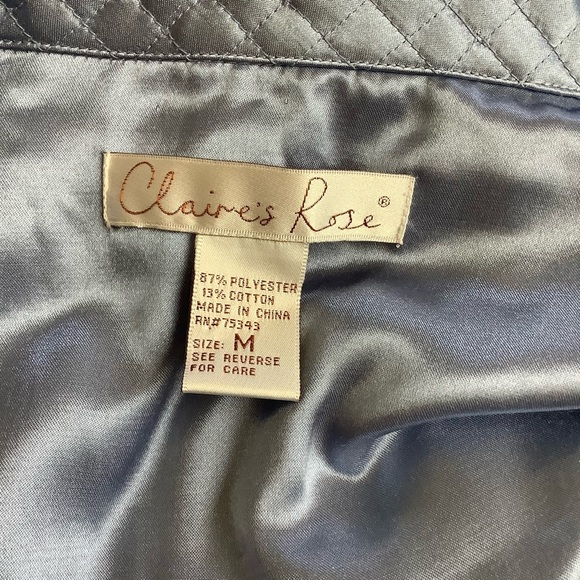 Claire's Rose®
87% POLYESTER
13% COTTON
MADE IN CHINA
RN#75343
SIZE: M
SEE REVERSE
FOR CARE